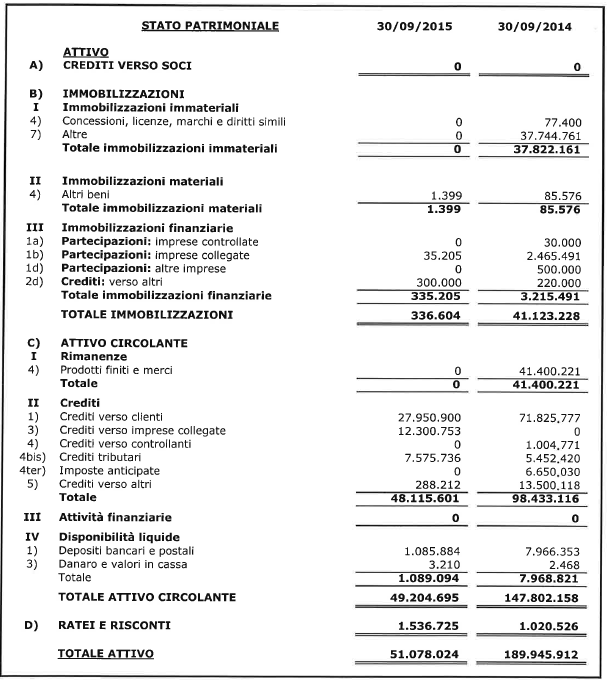 STATO PATRIMONIALE 30/09/2015 30/09/2014
ATTIVO
A) CREDITI VERSO SOCI 0 0
B) IMMOBILIZZAZIONI
I Immobilizzazioni immateriali
4) Concessioni, licenze, marchi e diritti simili 0 77.400
7) Altre 0 37.744.761
Totale immobilizzazioni immateriali 0 37.822.161
II Immobilizzazioni materiali
4) Altri beni 1.399 85.576
Totale immobilizzazioni materiali 1.399 85.576
III Immobilizzazioni finanziarie
1a) Partecipazioni: imprese controllate 0 30.000
1b) Partecipazioni: imprese collegate 35.205 2.465.491
1d) Partecipazioni: altre imprese 0 500.000
2d) Crediti: verso altri 300.000 220.000
Totale immobilizzazioni finanziarie 335.205 3.215.491
TOTALE IMMOBILIZZAZIONI 336.604 41.123.228
C) ATTIVO CIRCOLANTE
I Rimanenze
4) Prodotti finiti e merci 0 41.400.221
Totale 0 41.400.221
II Crediti
1) Crediti verso clienti 27.950.900 71.825.777
3) Crediti verso imprese collegate 12.300.753 0
4) Crediti verso controllanti 0 1.004.771
4bis) Crediti tributari 7.575.736 5.452.420
4ter) Imposte anticipate 0 6.650.030
5) Crediti verso altri 288.212 13.500.118
Totale 48.115.601 98.433.116
III Attività finanziarie 0 0
IV Disponibilità liquide
1) Depositi bancari e postali 1.085.884 7.966.353
3) Danaro e valori in cassa 3.210 2.468
Totale 1.089.094 7.968.821
TOTALE ATTIVO CIRCOLANTE 49.204.695 147.802.158
D) RATEI E RISCONTI 1.536.725 1.020.526
TOTALE ATTIVO 51.078.024 189.945.912